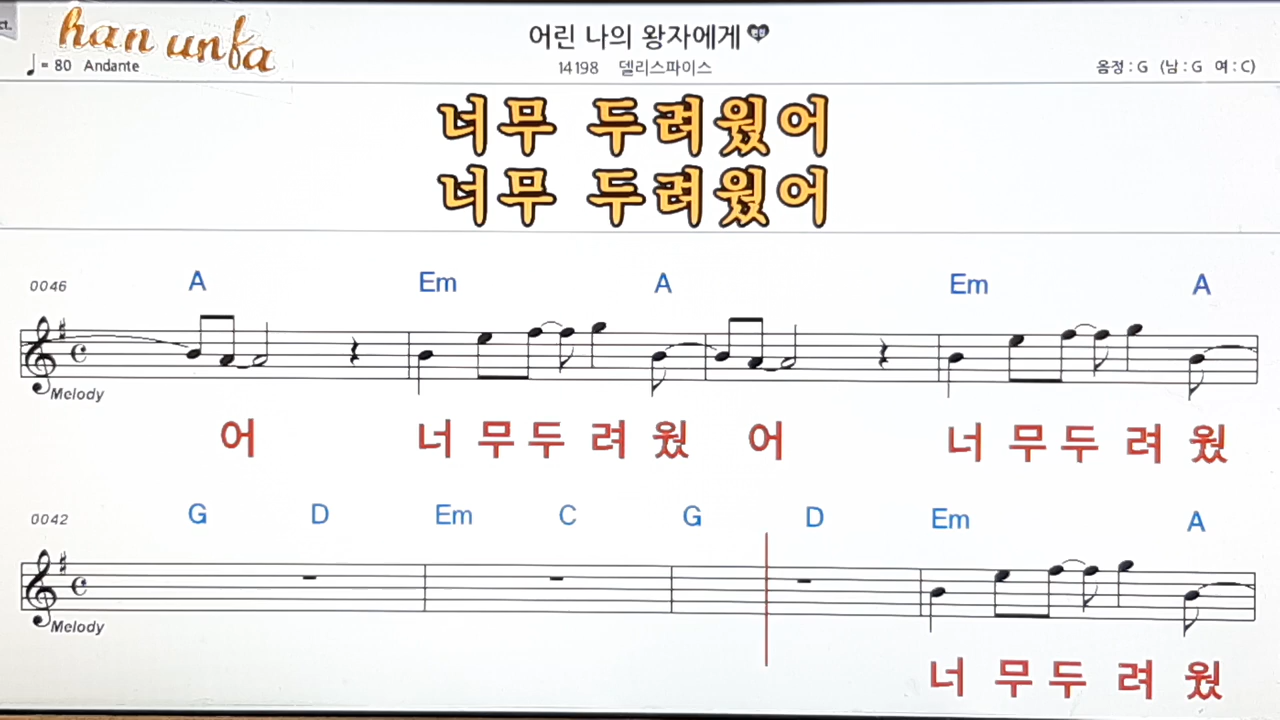 ct.
han unfa
어린 나의 왕자에게
♩= 80 Andante
14198 델리스파이스
음정 : G (남 : G 여 : C)
너무 두려웠어
너무 두려웠어
0046 A Em A Em A
Melody
어 너 무 두 려 웠 어 너 무 두 려 웠
0042 G D Em C G D Em A
Melody
너 무 두 려 웠